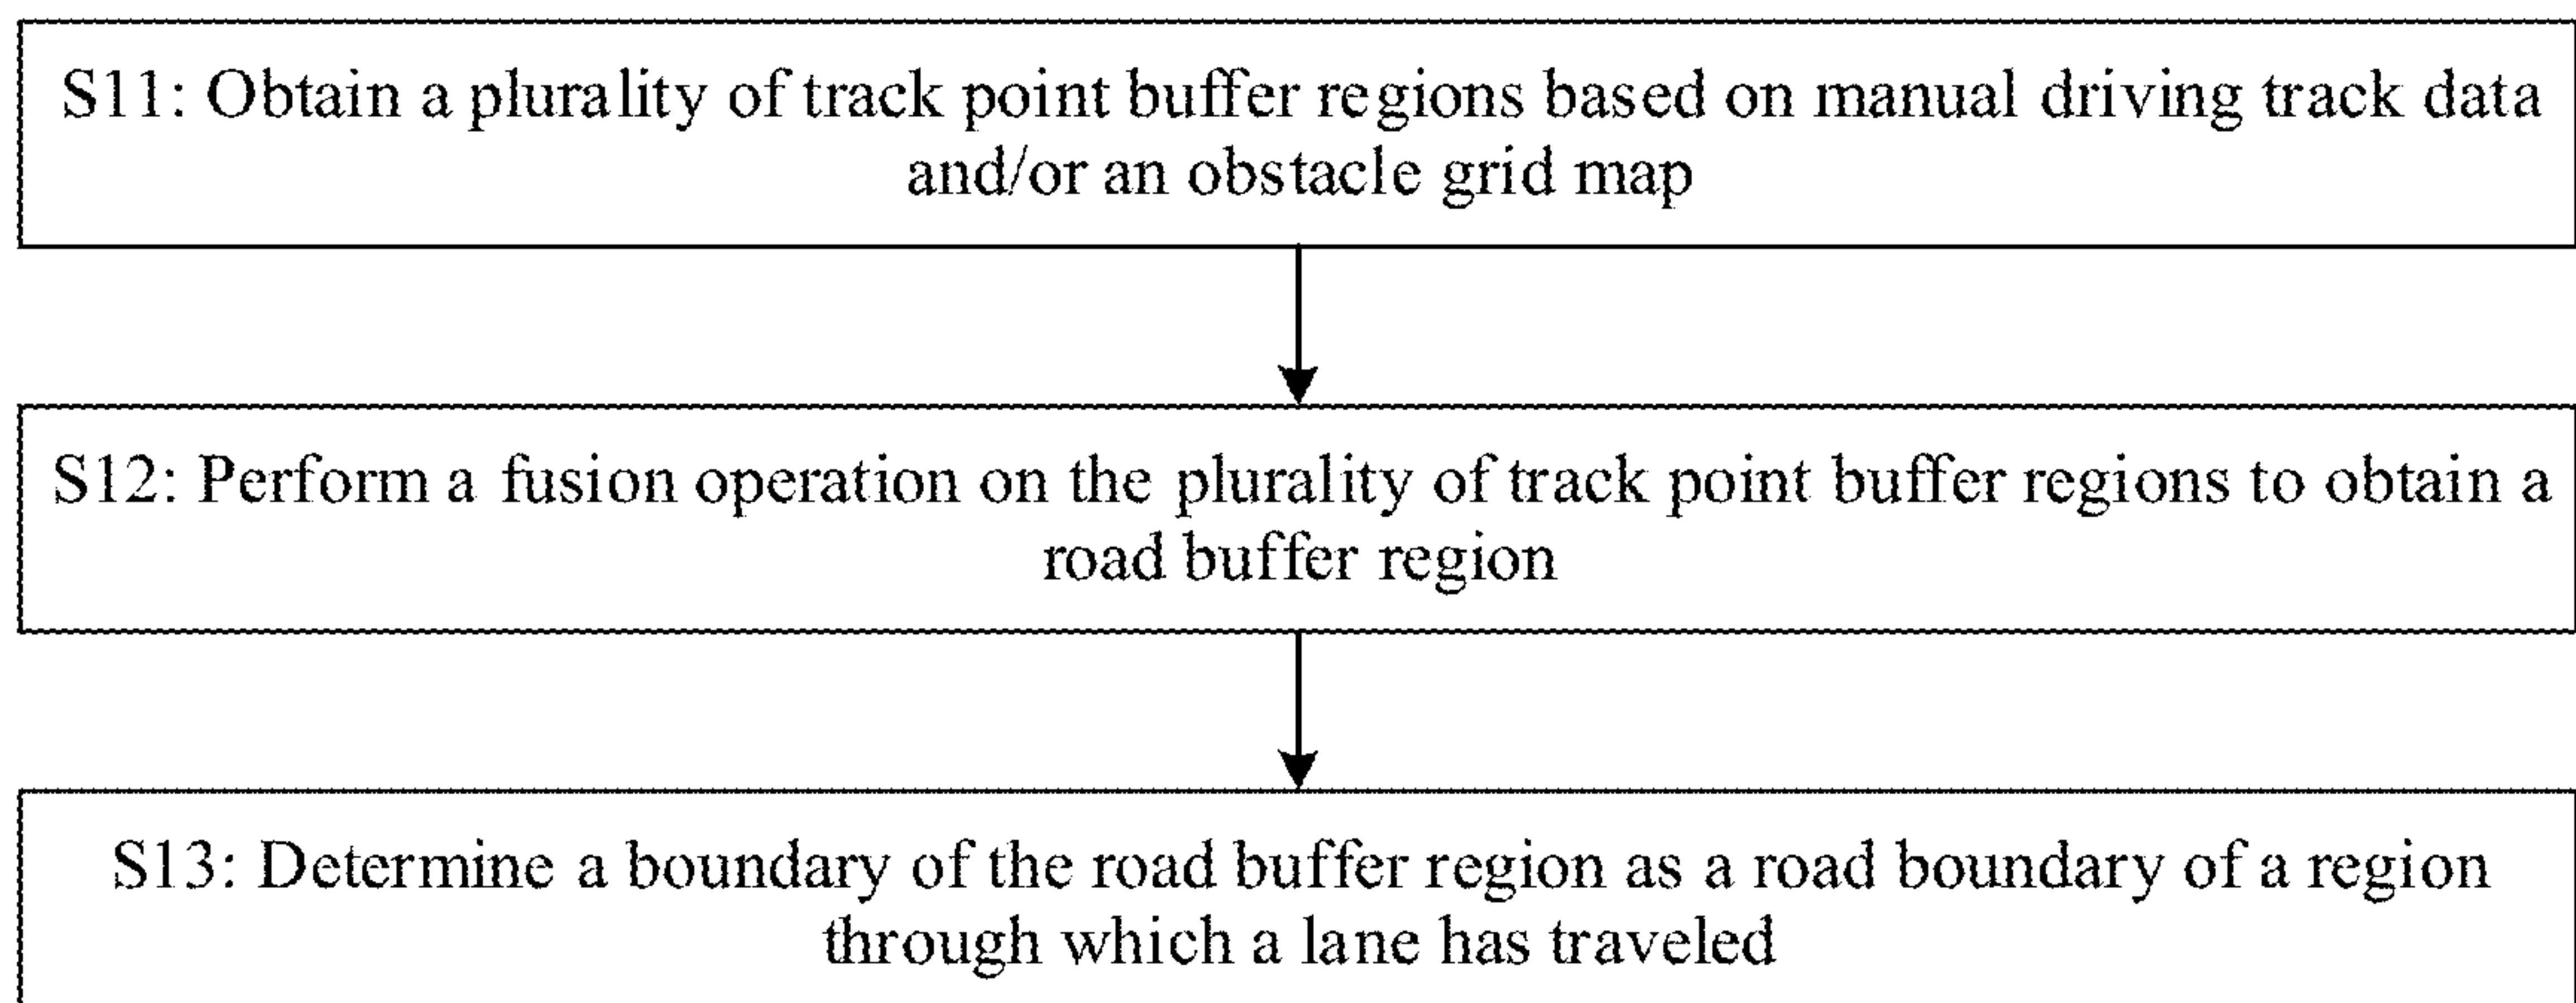 S11: Obtain a plurality of track point buffer regions based on manual driving track data
and/or an obstacle grid map
S12: Perform a fusion operation on the plurality of track point buffer regions to obtain a
road buffer region
S13: Determine a boundary of the road buffer region as a road boundary of a region
through which a lane has traveled